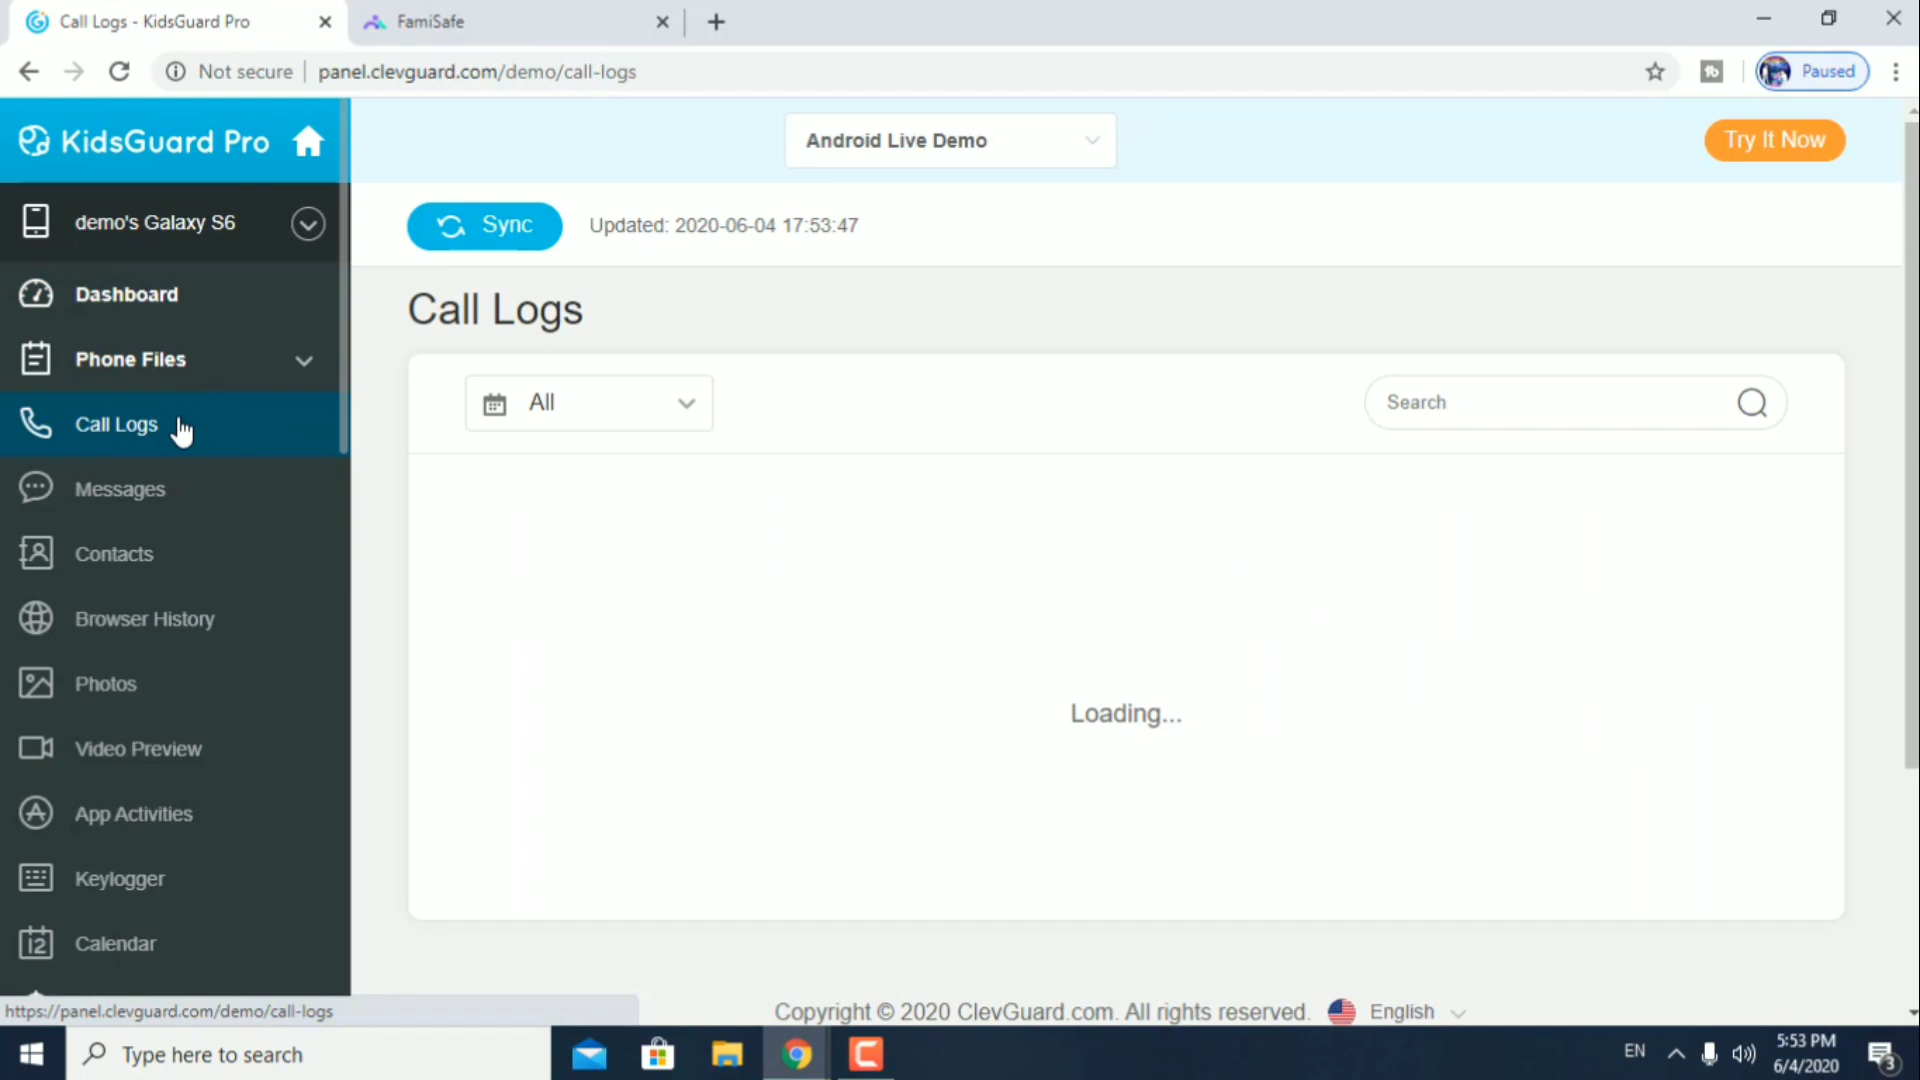 Call Logs - KidsGuard Pro
FamiSafe
Not secure
panel.clevguard.com/demo/call-logs
Paused
KidsGuard Pro
Android Live Demo
Try It Now
demo's Galaxy S6
Sync
Updated: 2020-06-04 17:53:47
Dashboard
Call Logs
Phone Files
All
Search
Call Logs
Messages
Contacts
Browser History
Photos
Loading...
Video Preview
App Activities
Keylogger
12
Calendar
https://panel.clevguard.com/demo/call-logs
Copyright © 2020 ClevGuard.com. All rights reserved.
English
Type here to search
EN
5:53 PM
6/4/2020
3